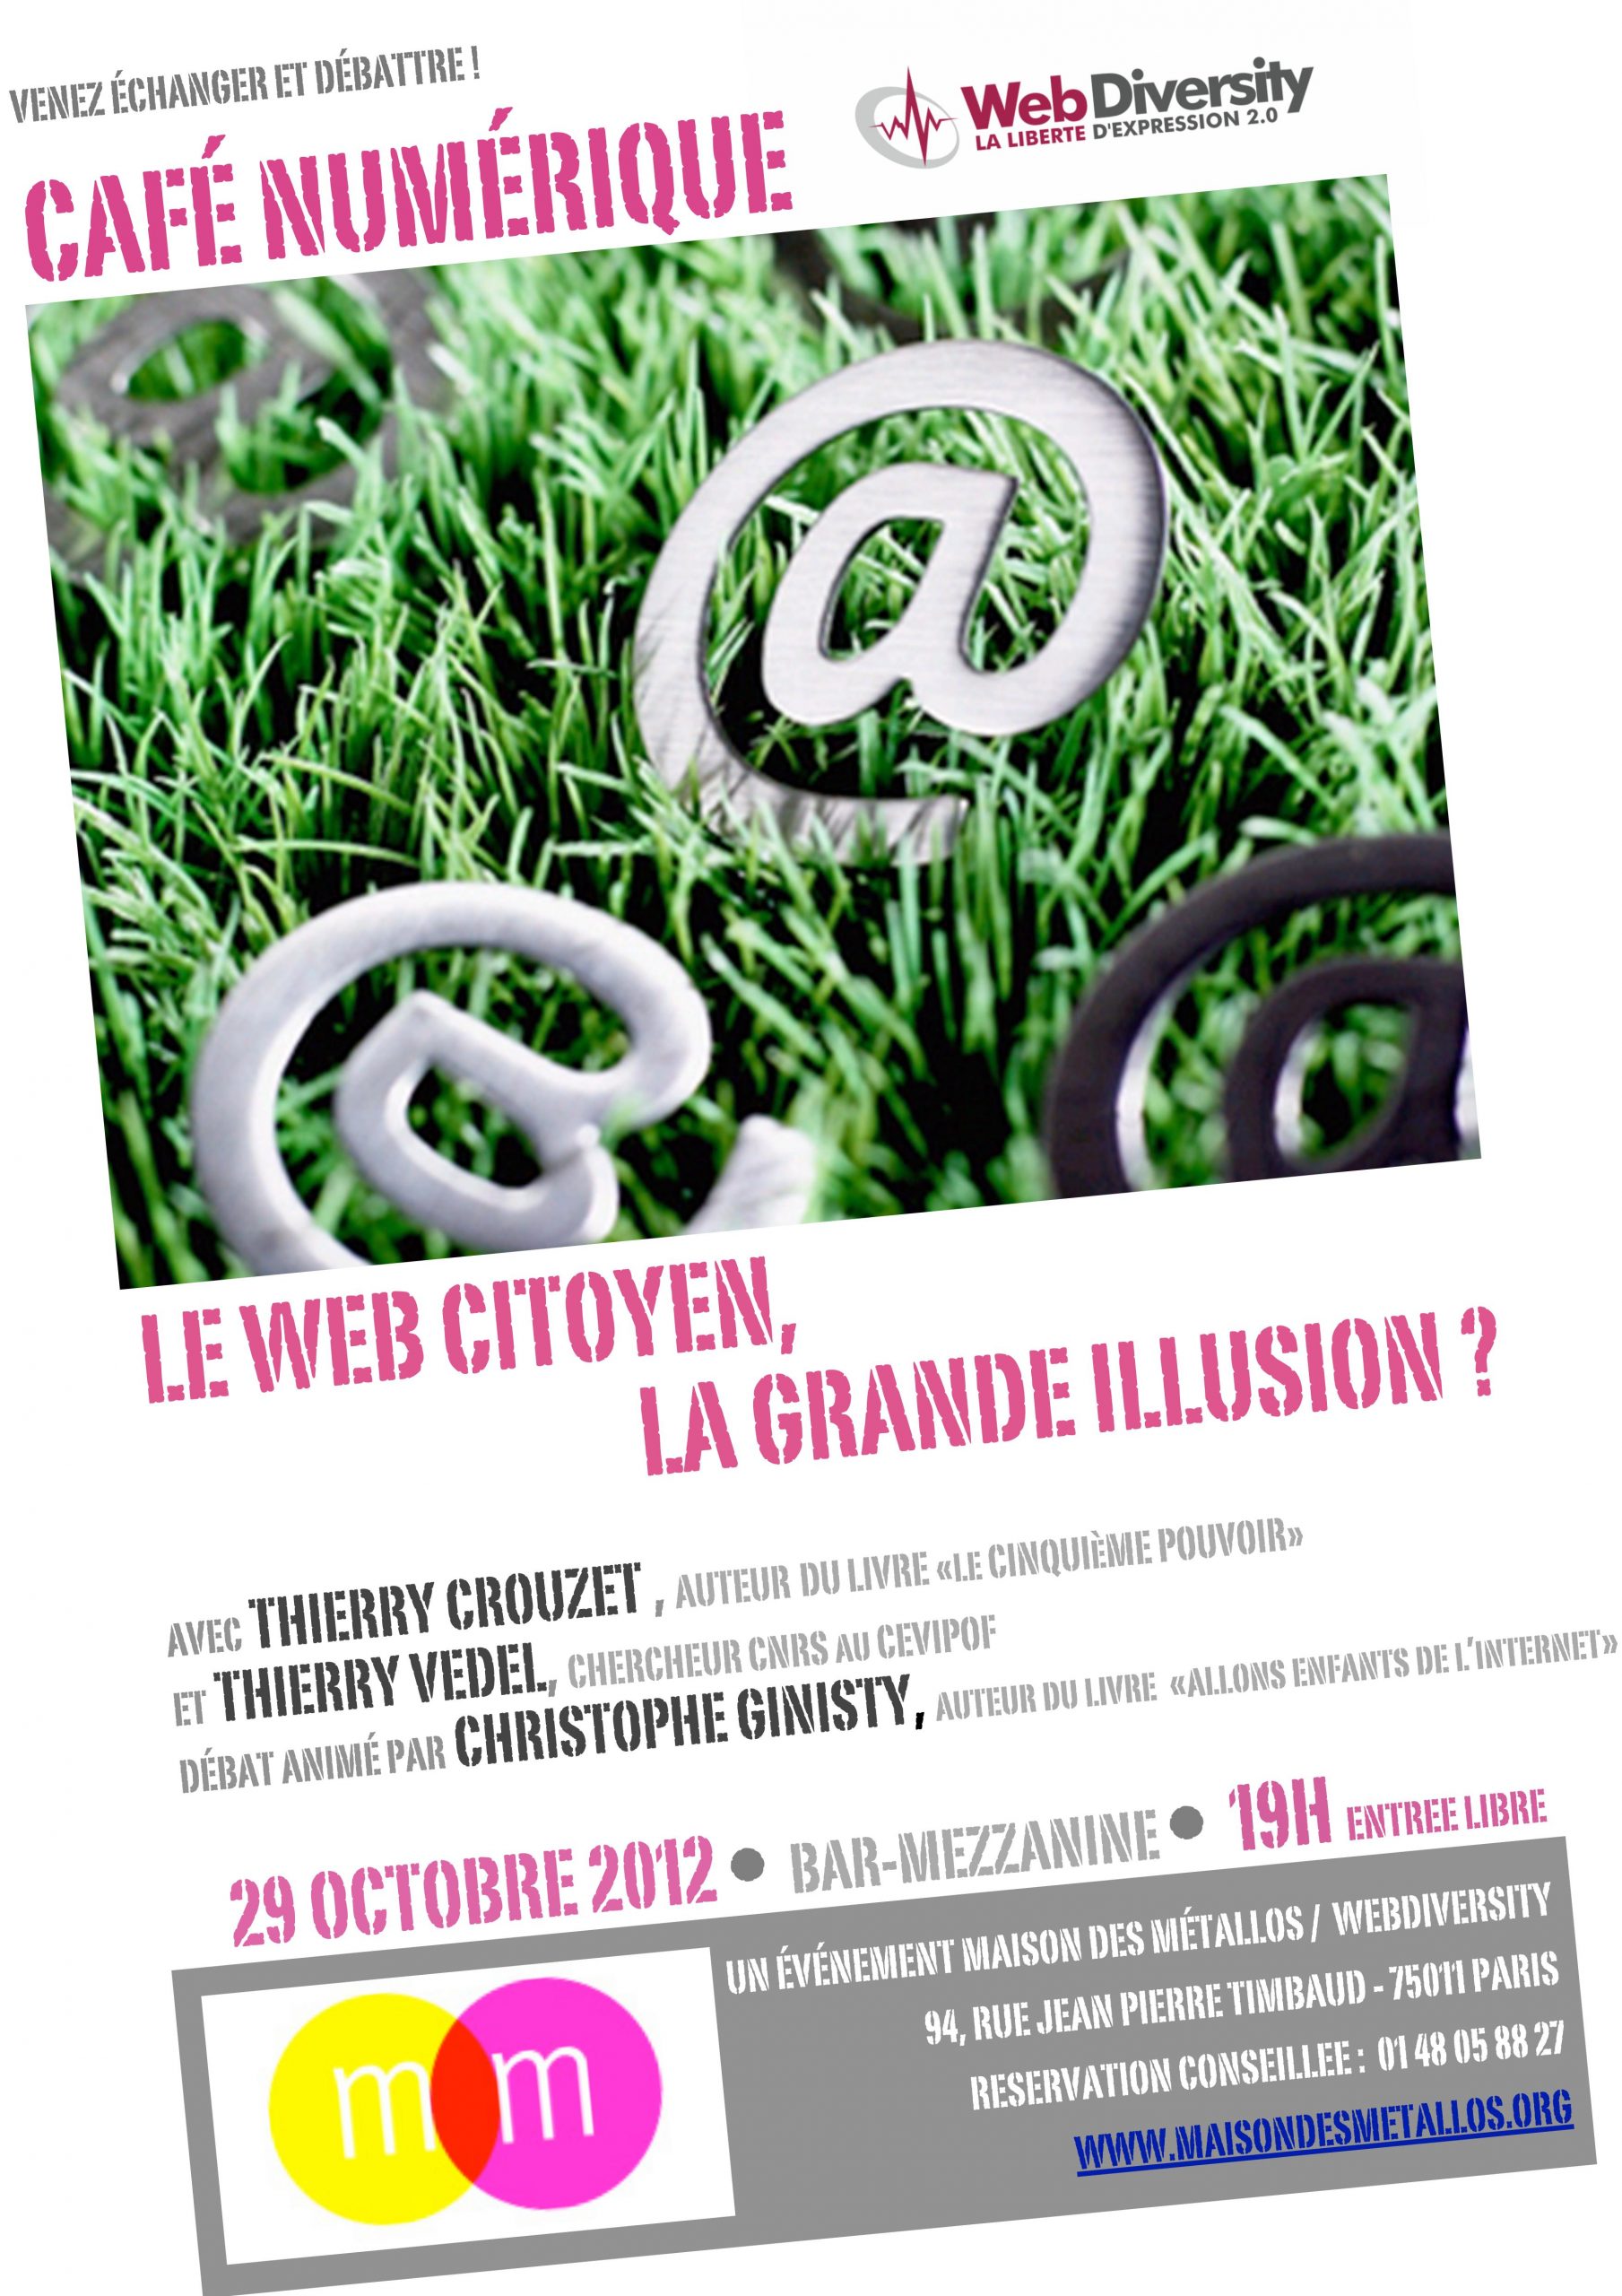 VENEZ ÉCHANGER ET DÉBATTRE !
CAFÉ NUMÉRIQUE
WebDiversity
LA LIBERTE D'EXPRESSION 2.0
LE WEB CITOYEN,
LA GRANDE ILLUSION ?
AVEC THIERRY CROUZET , AUTEUR DU LIVRE «LE CINQUIÈME POUVOIR»
ET THIERRY VEDEL, CHERCHEUR CNRS AU CEVIPOF
DÉBAT ANIMÉ PAR CHRISTOPHE GINISTY, AUTEUR DU LIVRE «ALLONS ENFANTS DE L'INTERNET»
29 OCTOBRE 2012 • BAR-MEZZANINE • 19H ENTREE LIBRE
UN ÉVÉNEMENT MAISON DES MÉTALLOS / WEBDIVERSITY
94, RUE JEAN PIERRE TIMBAUD - 75011 PARIS
RESERVATION CONSEILLEE : 01 48 05 88 27
WWW.MAISONDESMETALLOS.ORG
mm